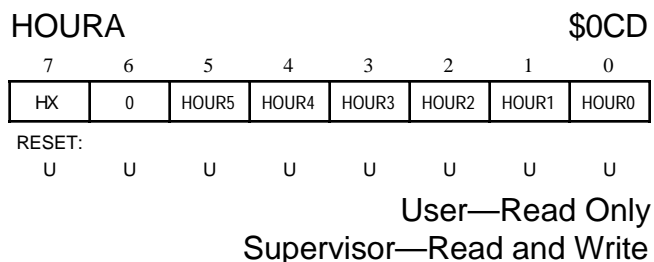 HOURA $0CD
7 6 5 4 3 2 1 0
HX 0 HOUR5 HOUR4 HOUR3 HOUR2 HOUR1 HOUR0
RESET:
U U U U U U U U
User—Read Only
Supervisor—Read and Write